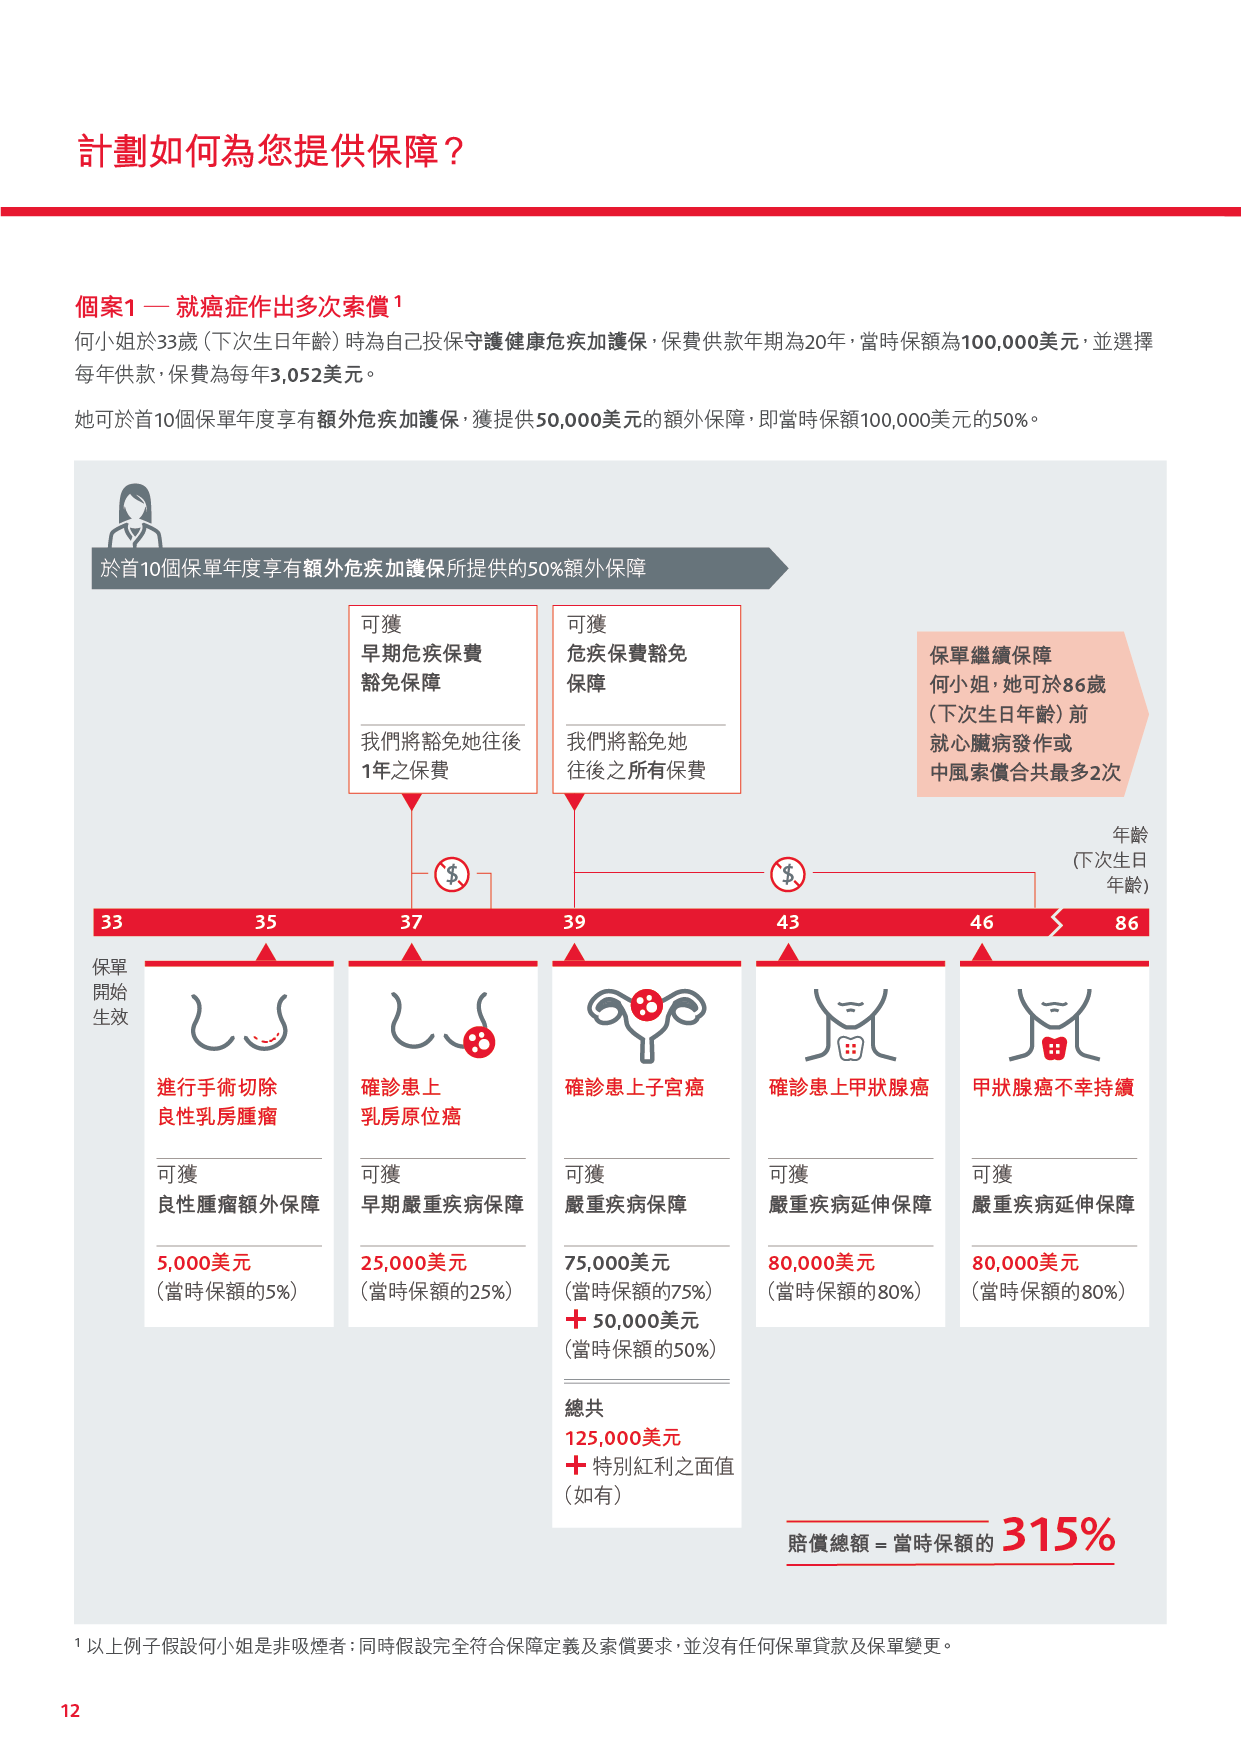 計劃如何為您提供保障？
個案1 — 就癌症作出多次索償 1
何小姐於33歲（下次生日年齡）時為自己投保守護健康危疾加護保，保費供款年期為20年，當時保額為100,000美元，並選擇
每年供款，保費為每年3,052美元。
她可於首10個保單年度享有額外危疾加護保，獲提供50,000美元的額外保障，即當時保額100,000美元的50%。
於首10個保單年度享有額外危疾加護保所提供的50%額外保障
可獲
早期危疾保費
豁免保障
我們將豁免她往後
1年之保費
可獲
危疾保費豁免
保障
我們將豁免她
往後之所有保費
保單繼續保障
何小姐，她可於86歲
（下次生日年齡）前
就心臟病發作或
中風索償合共最多2次
年齡
(下次生日
年齡)
$
$
33 35 37 39 43 46 86
保單
開始
生效
進行手術切除
良性乳房腫瘤
可獲
良性腫瘤額外保障
5,000美元
（當時保額的5%）
確診患上
乳房原位癌
可獲
早期嚴重疾病保障
25,000美元
（當時保額的25%）
確診患上子宮癌
可獲
嚴重疾病保障
75,000美元
（當時保額的75%）
+ 50,000美元
（當時保額的50%）
總共
125,000美元
+ 特別紅利之面值
（如有）
確診患上甲狀腺癌
可獲
嚴重疾病延伸保障
80,000美元
（當時保額的80%）
甲狀腺癌不幸持續
可獲
嚴重疾病延伸保障
80,000美元
（當時保額的80%）
賠償總額 = 當時保額的 315%
1 以上例子假設何小姐是非吸煙者；同時假設完全符合保障定義及索償要求，並沒有任何保單貸款及保單變更。
12